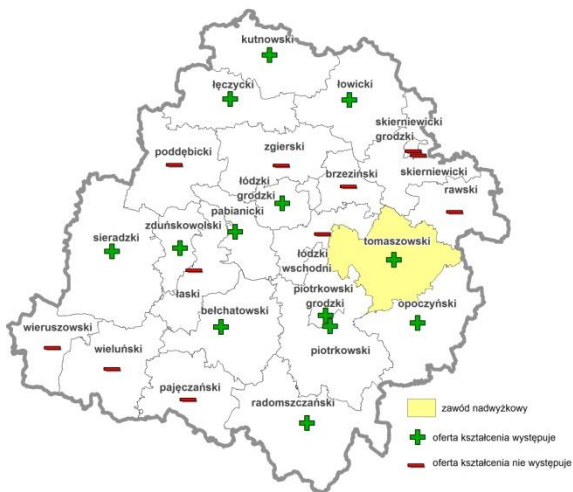 kutnowski
łęczycki
łowicki
skierniewicki
grodzki
poddębicki
zgierski
brzeziński
skierniewicki
rawski
łódzki
grodzki
pabianicki
zduńskowolski
sieradzki
tomaszowski
łódzki
wschodni
łaski
piotrkowski
grodzki
bełchatowski
opoczyński
wieruszowski
wieluński
piotrkowski
pajęczański
radomszczański
zawód nadwyżkowy
oferta kształcenia występuje
oferta kształcenia nie występuje